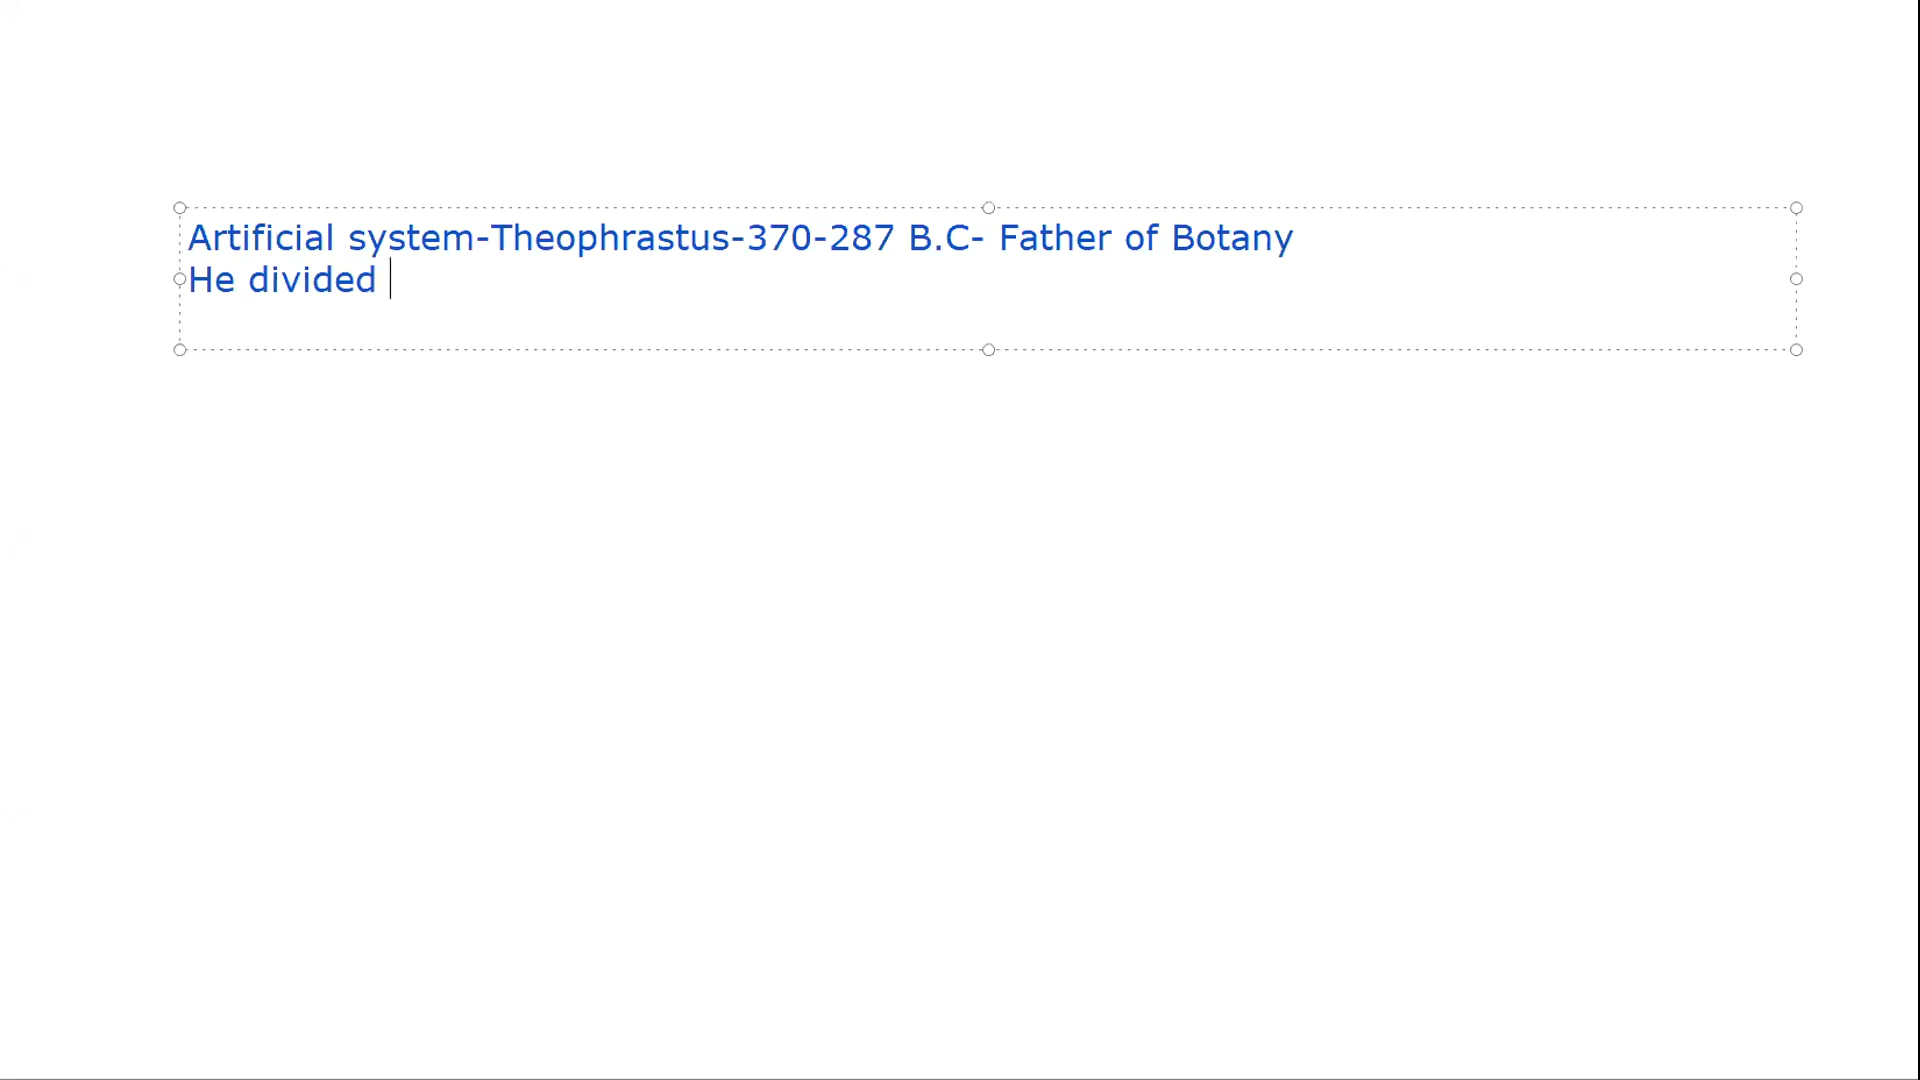 Artificial system-Theophrastus-370-287 B.C- Father of Botany
He divided